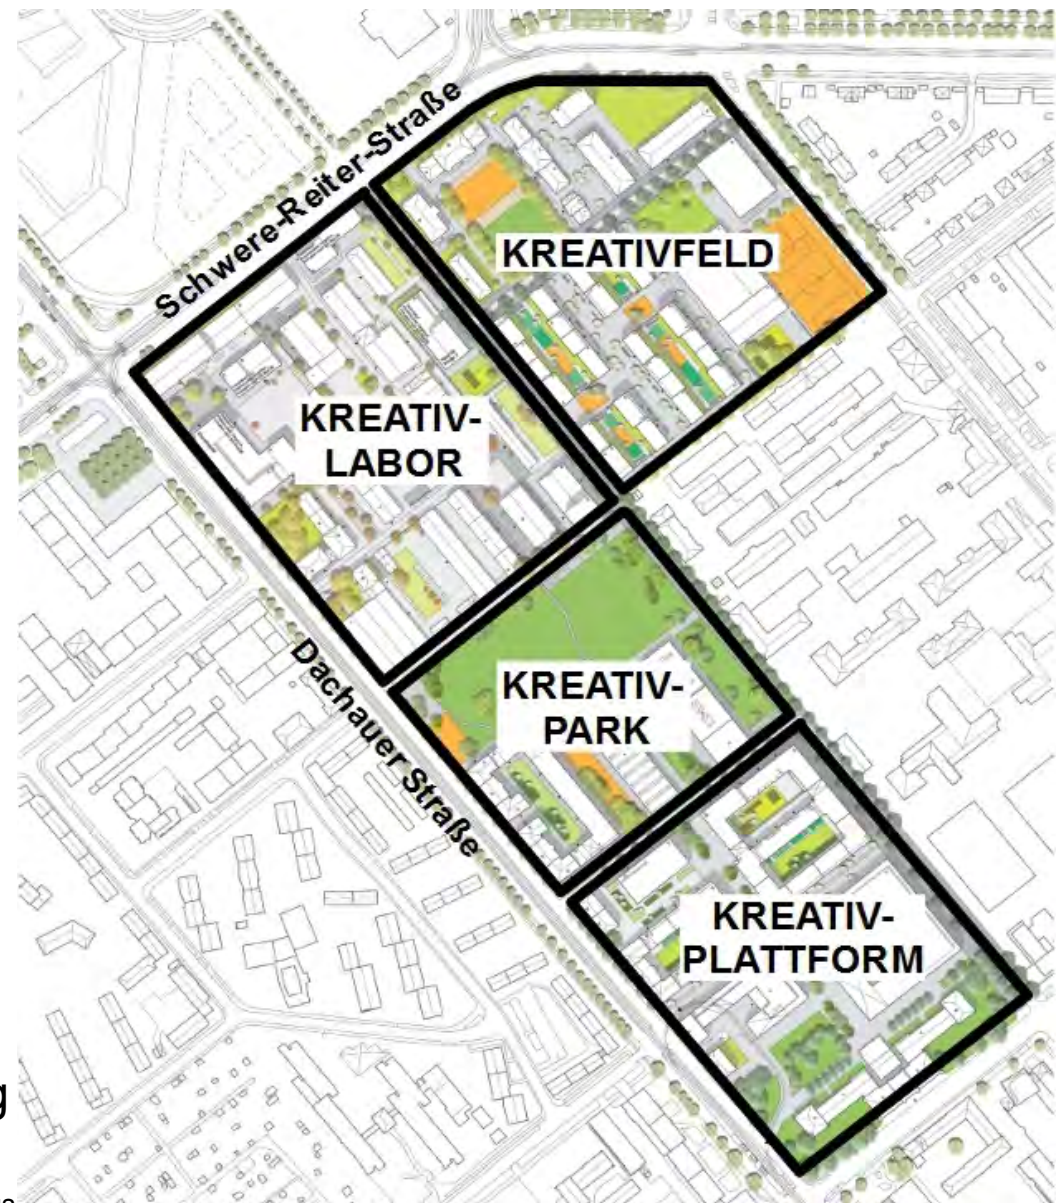 Schwere-Reiter-Straße
KREATIVFELD
KREATIV-
LABOR
KREATIV-
PARK
Dachauer Straße
KREATIV-
PLATTFORM
g